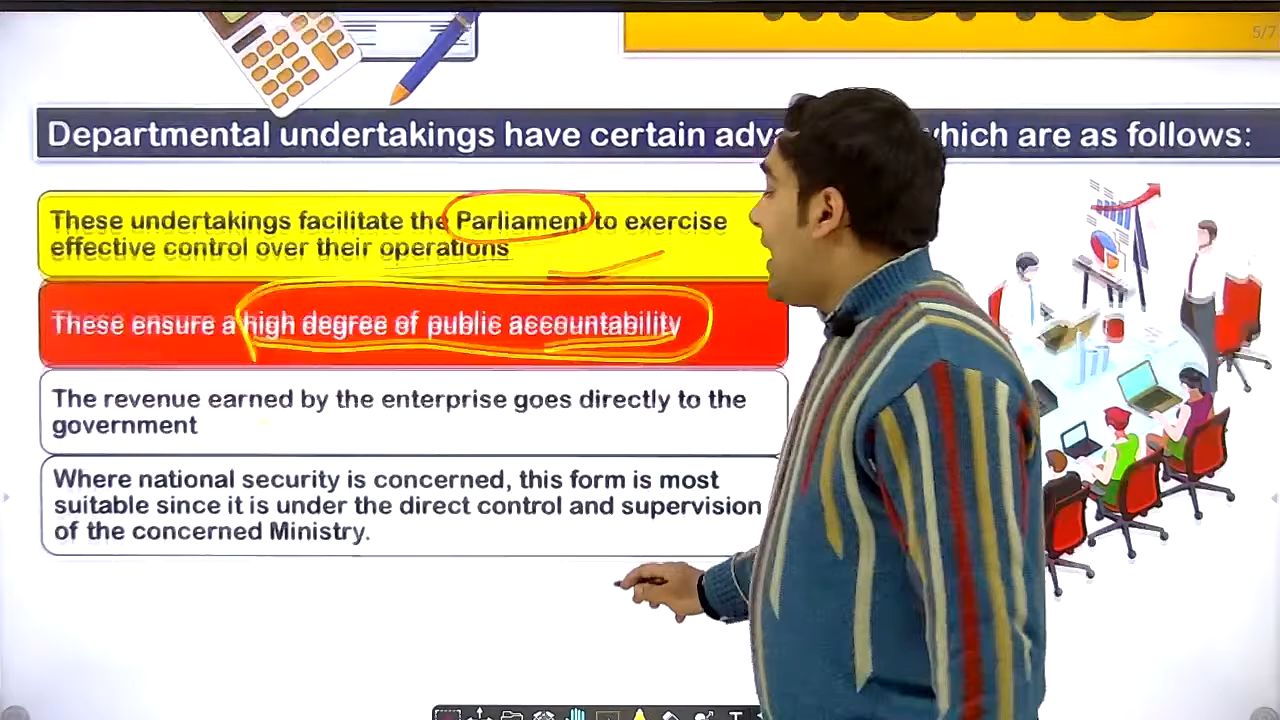 5/7
Departmental undertakings have certain which are as follows:
These undertakings facilitate the Parliament to exercise
effective control over their operations
These ensure a high degree of public accountability
The revenue earned by the enterprise goes directly to the
government
Where national security is concerned, this form is most
suitable since it is under the direct control and supervision
of the concerned Ministry.